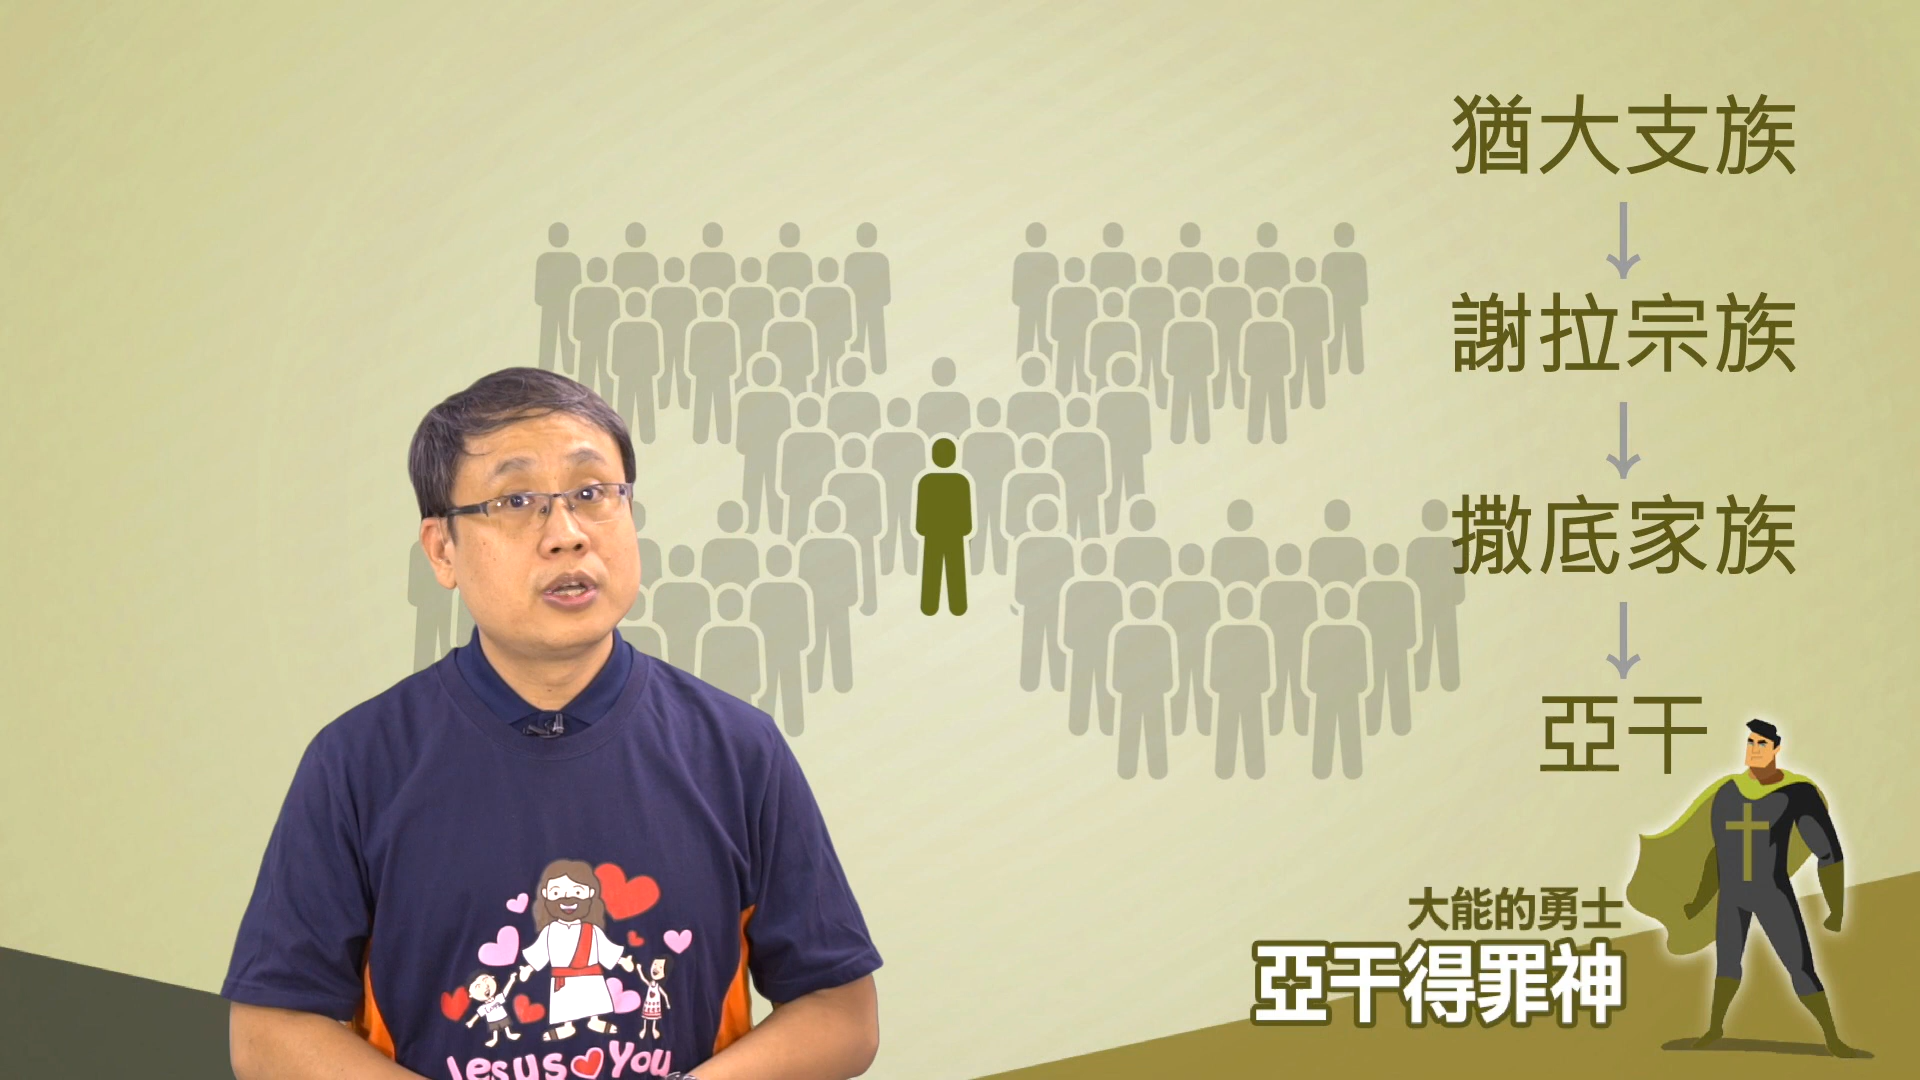 猶大支族
↓
謝拉宗族
↓
撒底家族
↓
亞干
大能的勇士
亞干得罪神
Jesus You